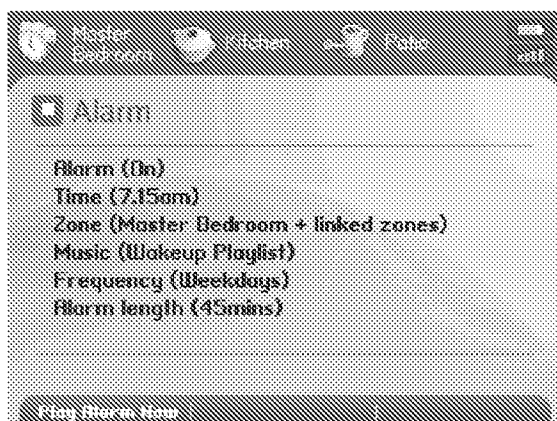 Master
Bedroom
Kitchen
Patio
Alarm
Alarm (On)
Time (7.15am)
Zone (Master Bedroom + linked zones)
Music (Wakeup Playlist)
Frequency (Weekdays)
Alarm length (45mins)
Play Alarm Now